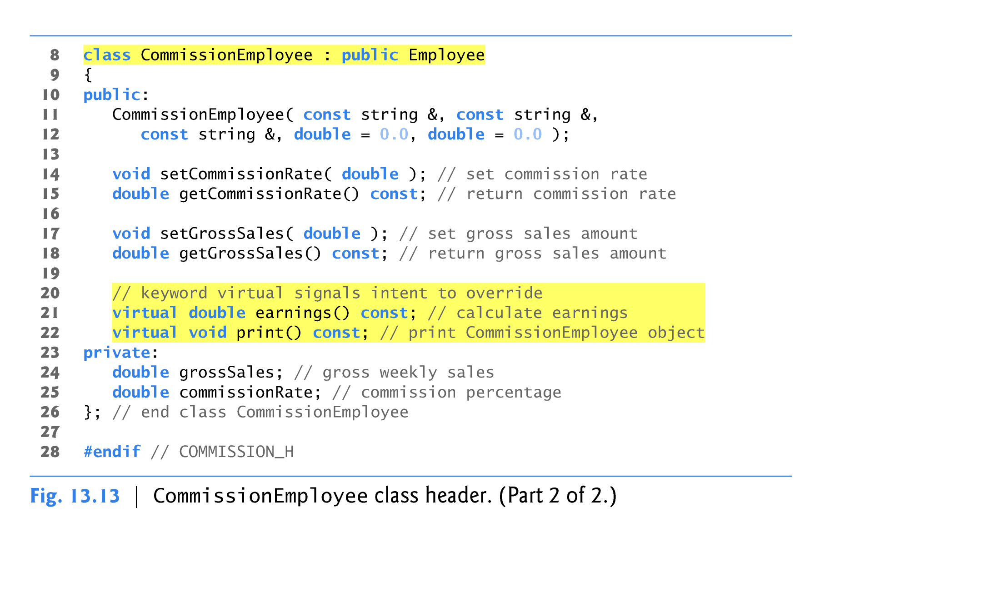 8 class CommissionEmployee : public Employee
9 {
10 public:
11 CommissionEmployee( const string &, const string &,
12 const string &, double = 0.0, double = 0.0 );
13
14 void setCommissionRate( double ); // set commission rate
15 double getCommissionRate() const; // return commission rate
16
17 void setGrossSales( double ); // set gross sales amount
18 double getGrossSales() const; // return gross sales amount
19
20 // keyword virtual signals intent to override
21 virtual double earnings() const; // calculate earnings
22 virtual void print() const; // print CommissionEmployee object
23 private:
24 double grossSales; // gross weekly sales
25 double commissionRate; // commission percentage
26 }; // end class CommissionEmployee
27
28 #endif // COMMISSION_H
Fig. 13.13 | CommissionEmployee class header. (Part 2 of 2.)